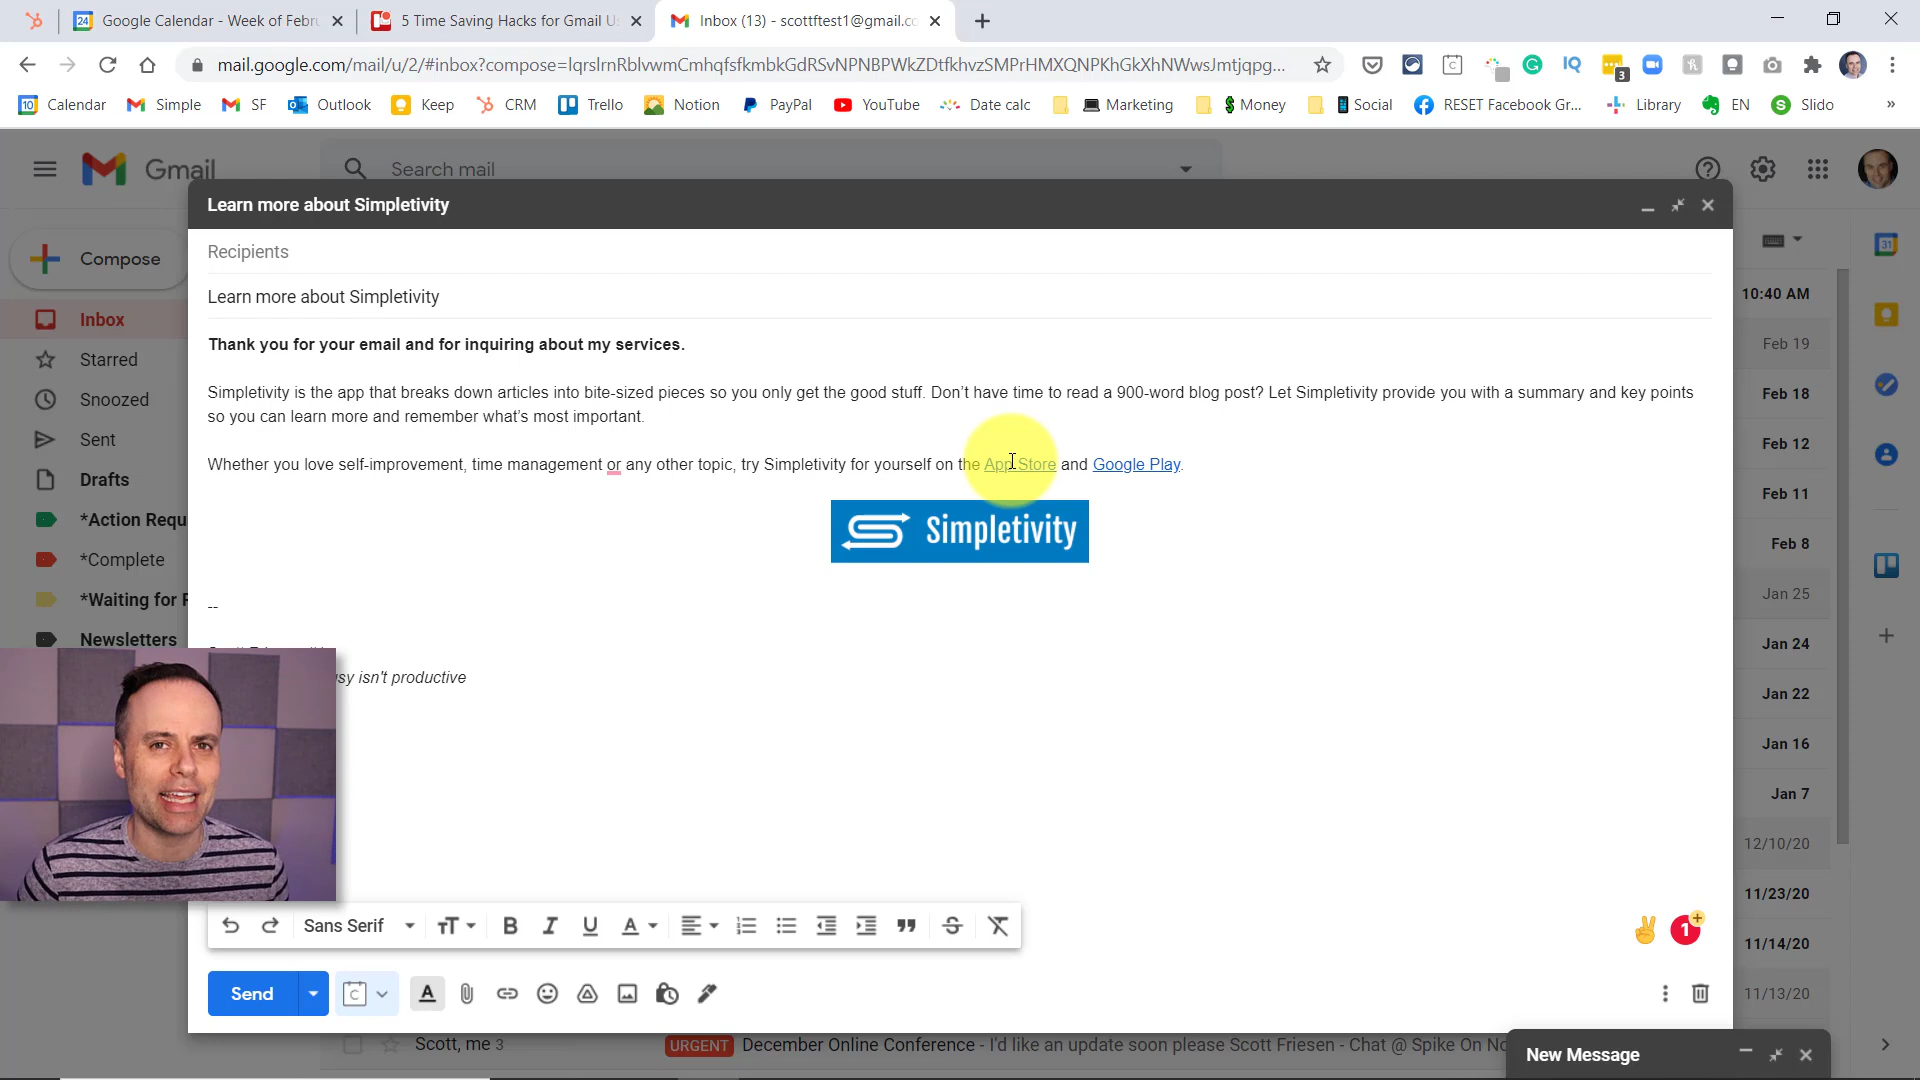 Google Calendar - Week of Febru
5 Time Saving Hacks for Gmail Us
Inbox (13) - scottftest1@gmail.co
mail.google.com/mail/u/2/#inbox?compose=
Calendar
Simple
SF
Outlook
Keep
CRM
Trello
Notion
PayPal
YouTube
Date calc
Marketing
Money
Social
RESET Facebook Gr...
Library
EN
Slido
Gmail
Search mail
Learn more about Simpletivity
Compose
Recipients
Learn more about Simpletivity
Inbox
Starred
Snoozed
Sent
Drafts
*Action Requ
*Complete
*Waiting for R
Newsletters
Thank you for your email and for inquiring about my services.
Simpletivity is the app that breaks down articles into bite-sized pieces so you only get the good stuff. Don’t have time to read a 900-word blog post? Let Simpletivity provide you with a summary and key points
so you can learn more and remember what’s most important.
Whether you love self-improvement, time management or any other topic, try Simpletivity for yourself on the App Store and Google Play.
Simpletivity
--
sy isn't productive
10:40 AM
Feb 19
Feb 18
Feb 12
Feb 11
Feb 8
Jan 25
Jan 24
Jan 22
Jan 16
Jan 7
12/10/20
11/23/20
11/14/20
11/13/20
Sans Serif
1
Send
Scott, me 3
URGENT
December Online Conference - I'd like an update soon please Scott Friesen - Chat @ Spike On No
New Message